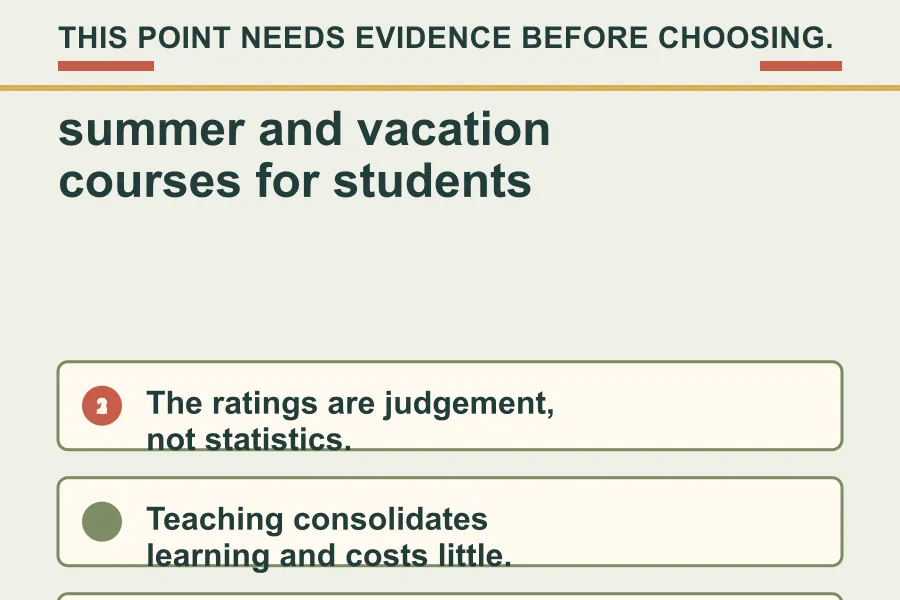 THIS POINT NEEDS EVIDENCE BEFORE CHOOSING.
summer and vacation
courses for students
The ratings are judgement,
not statistics.
Teaching consolidates
learning and costs little.